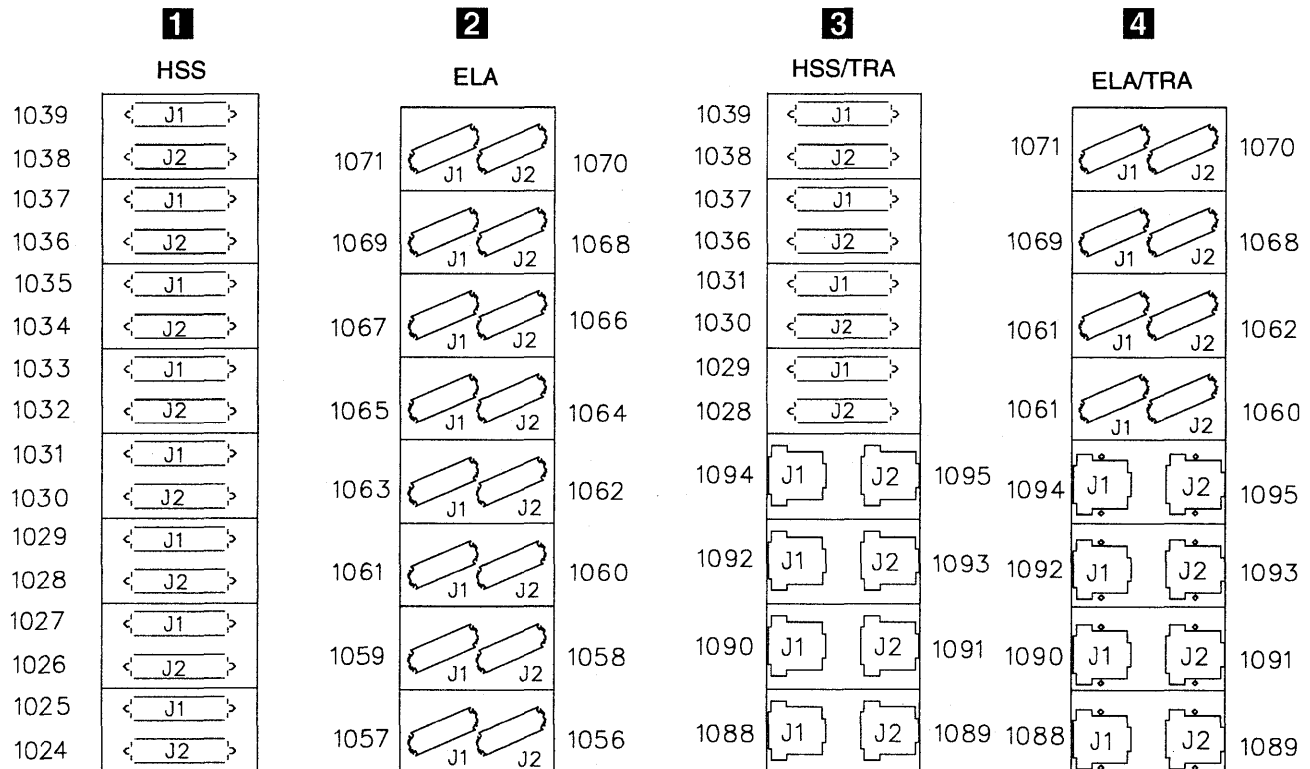 1 2 3 4
HSS ELA HSS/TRA ELA/TRA
1039 J1
1038 J2
1037 J1
1036 J2
1035 J1
1034 J2
1033 J1
1032 J2
1031 J1
1030 J2
1029 J1
1028 J2
1027 J1
1026 J2
1025 J1
1024 J2
1071 J1 J2 1070
1069 J1 J2 1068
1067 J1 J2 1066
1065 J1 J2 1064
1063 J1 J2 1062
1061 J1 J2 1060
1059 J1 J2 1058
1057 J1 J2 1056
1039 J1
1038 J2
1037 J1
1036 J2
1031 J1
1030 J2
1029 J1
1028 J2
1094 J1 J2 1095
1092 J1 J2 1093
1090 J1 J2 1091
1088 J1 J2 1089
1071 J1 J2 1070
1069 J1 J2 1068
1061 J1 J2 1062
1061 J1 J2 1060
1094 J1 J2 1095
1092 J1 J2 1093
1090 J1 J2 1091
1088 J1 J2 1089